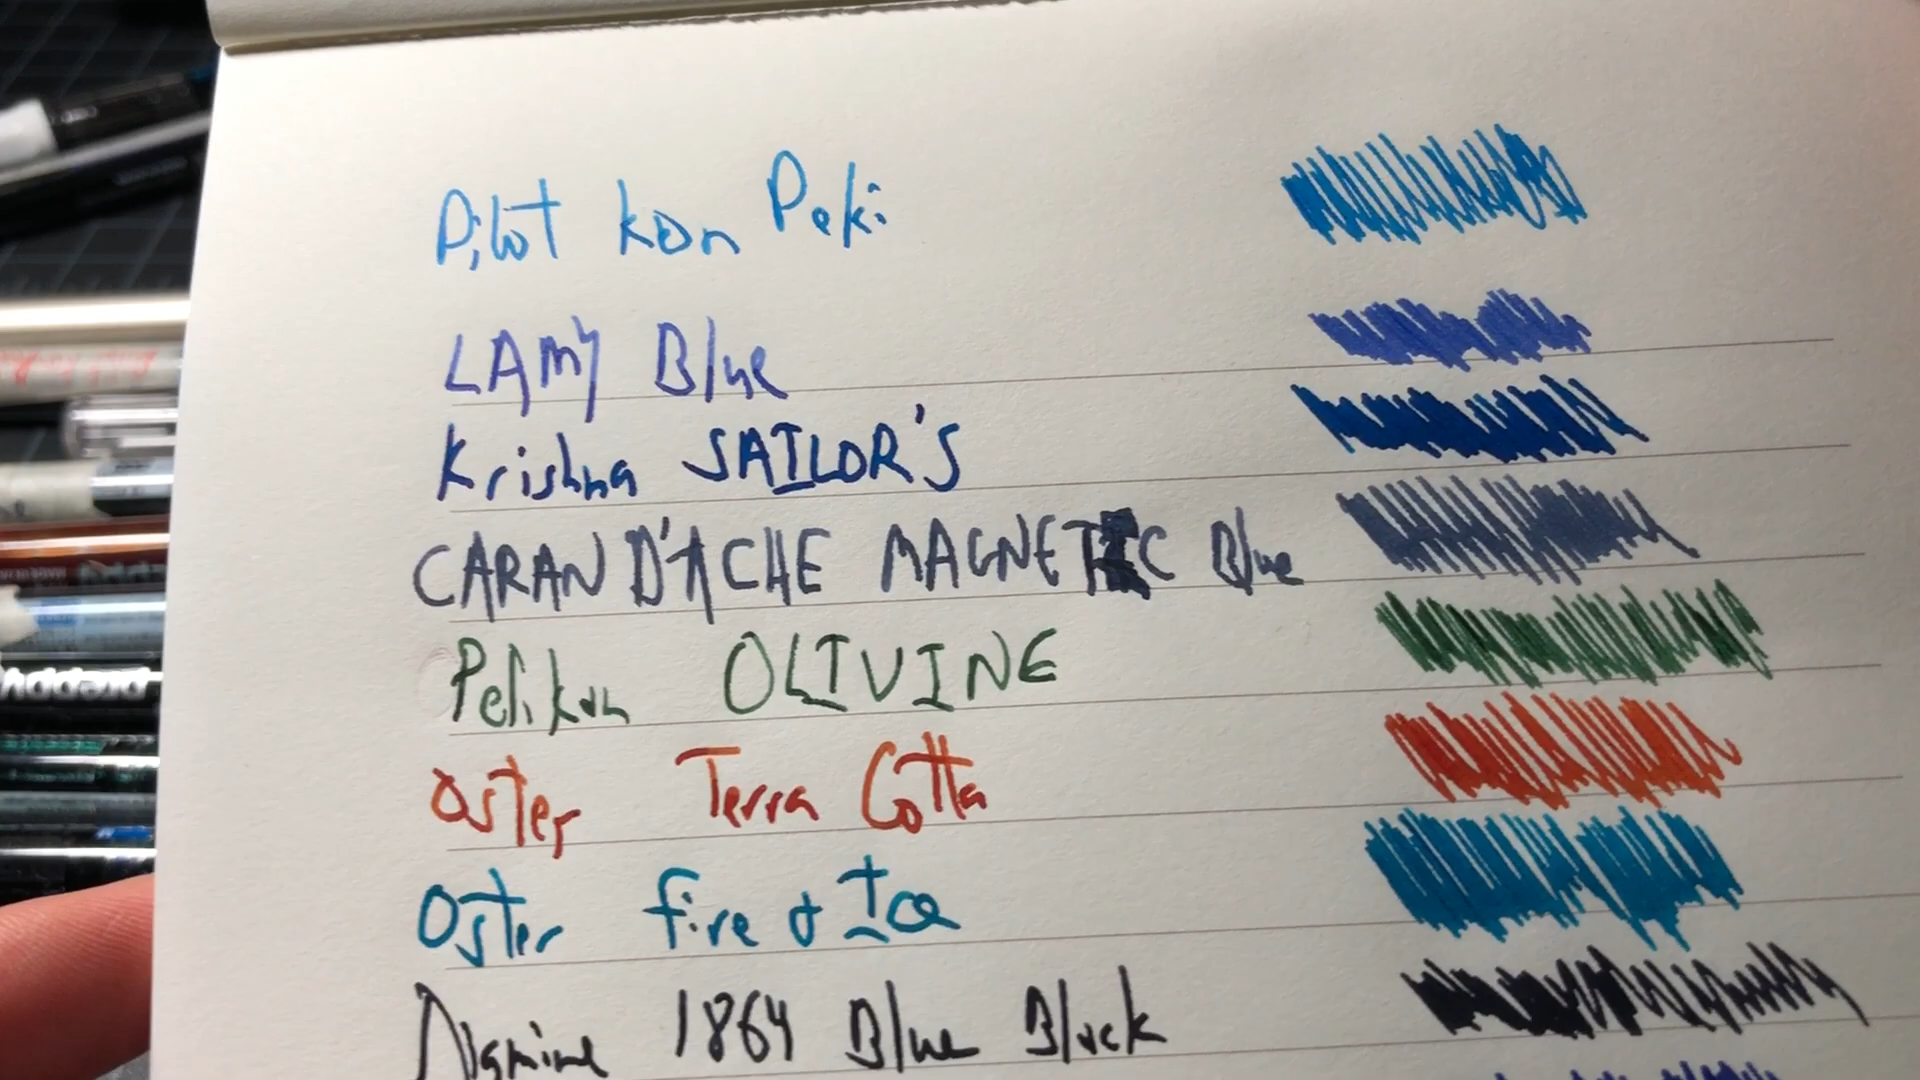 Pilot kon Peki
LAMY Blue
Krishna SAILOR'S
CARAN D'ACHE MAGNETIC Blue
Pelikan OLIVINE
Oster Terra Cotta
Oster fire & Ice
Diamine 1864 Blue Black